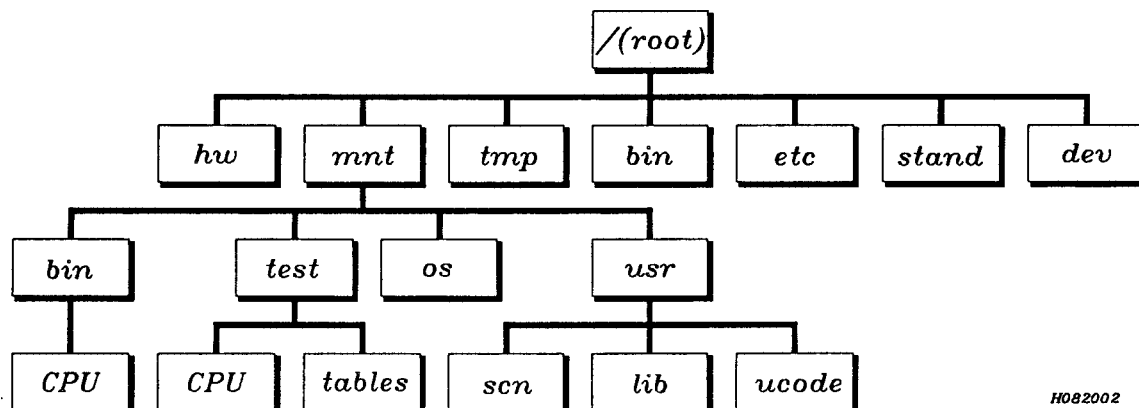 /(root)
hw mnt tmp bin etc stand dev
bin test os usr
CPU CPU tables scn lib ucode
H082002